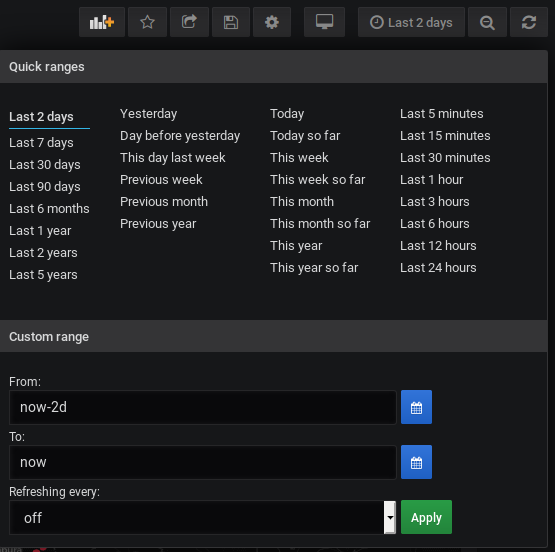 Last 2 days
Quick ranges
Last 2 days
Last 7 days
Last 30 days
Last 90 days
Last 6 months
Last 1 year
Last 2 years
Last 5 years
Yesterday
Day before yesterday
This day last week
Previous week
Previous month
Previous year
Today
Today so far
This week
This week so far
This month
This month so far
This year
This year so far
Last 5 minutes
Last 15 minutes
Last 30 minutes
Last 1 hour
Last 3 hours
Last 6 hours
Last 12 hours
Last 24 hours
Custom range
From:
now-2d
To:
now
Refreshing every:
off
Apply